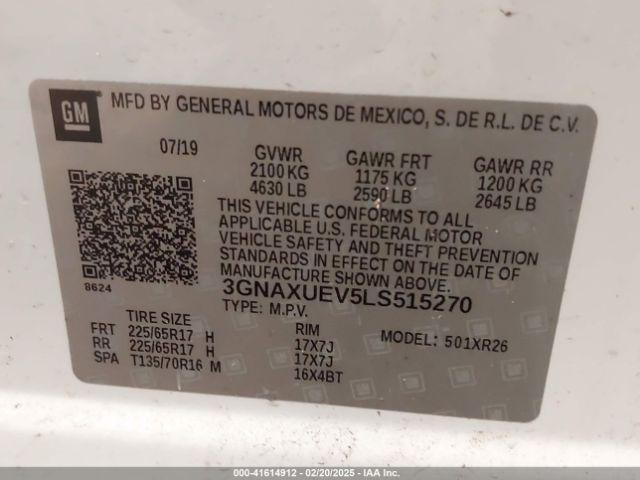 GM
MFD BY GENERAL MOTORS DE MEXICO, S. DE R.L. DE C.V.
07/19
GVWR
2100 KG
4630 LB
GAWR FRT
1175 KG
2590 LB
GAWR RR
1200 KG
2645 LB
THIS VEHICLE CONFORMS TO ALL
APPLICABLE U.S. FEDERAL MOTOR
VEHICLE SAFETY AND THEFT PREVENTION
STANDARDS IN EFFECT ON THE DATE OF
MANUFACTURE SHOWN ABOVE.
8624
3GNAXUEV5LS515270
TYPE: M.P.V.
MODEL: 501XR26
TIRE SIZE RIM
FRT 225/65R17 H 17X7J
RR 225/65R17 H 17X7J
SPA T135/70R16 M 16X4BT
000-41614912 - 02/20/2025 - IAAI.COM